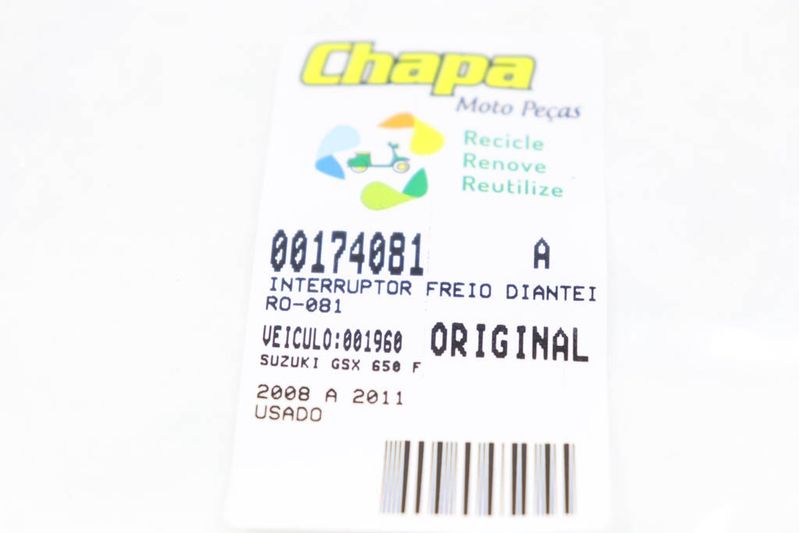 Chapa
Moto Peças
Recicle
Renove
Reutilize
00174081 A
INTERRUPTOR FREIO DIANTEI
RO-081
VEICULO:001960 ORIGINAL
SUZUKI GSX 650 F
2008 A 2011
USADO